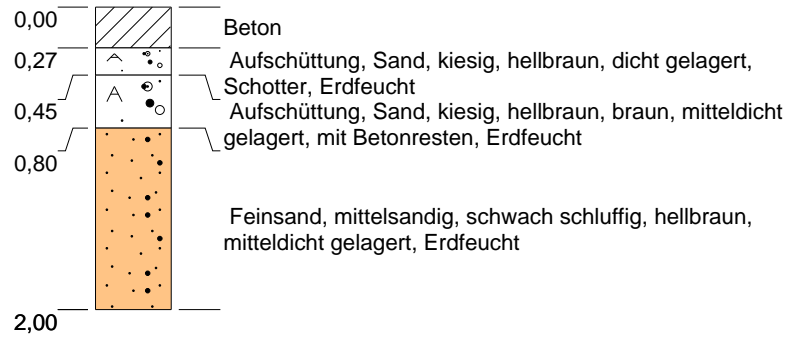 0,00
Beton
0,27
Aufschüttung, Sand, kiesig, hellbraun, dicht gelagert,
Schotter, Erdfeucht
0,45
Aufschüttung, Sand, kiesig, hellbraun, braun, mitteldicht
gelagert, mit Betonresten, Erdfeucht
0,80
Feinsand, mittelsandig, schwach schluffig, hellbraun,
mitteldicht gelagert, Erdfeucht
2,00
A
A